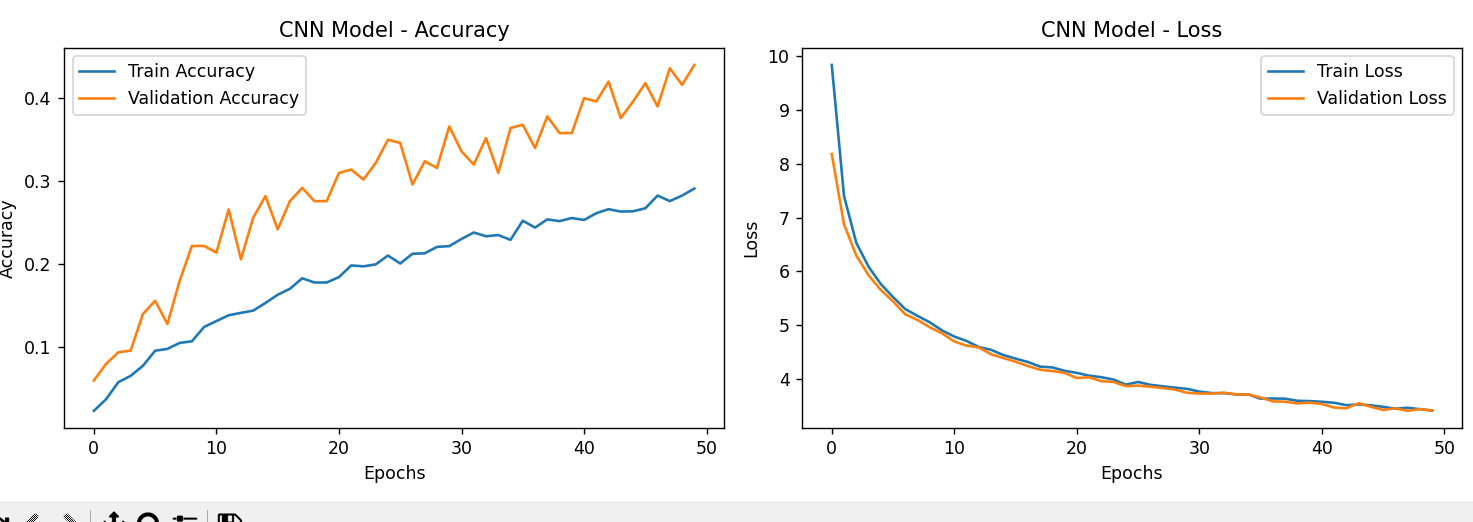 CNN Model - Accuracy
Train Accuracy
Validation Accuracy
Accuracy
0.4
0.3
0.2
0.1
0 10 20 30 40 50
Epochs
CNN Model - Loss
Train Loss
Validation Loss
Loss
10
9
8
7
6
5
4
0 10 20 30 40 50
Epochs